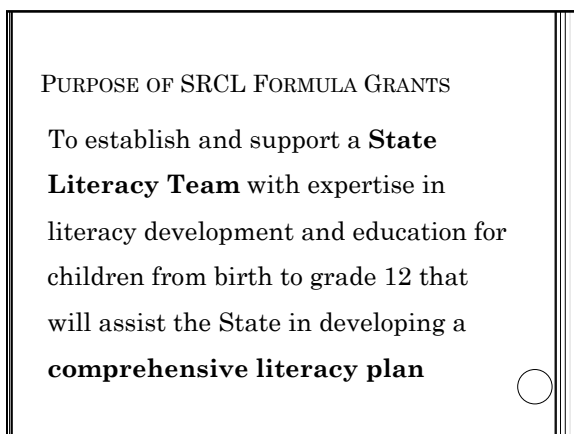 PURPOSE OF SRCL FORMULA GRANTS
To establish and support a State
Literacy Team with expertise in
literacy development and education for
children from birth to grade 12 that
will assist the State in developing a
comprehensive literacy plan